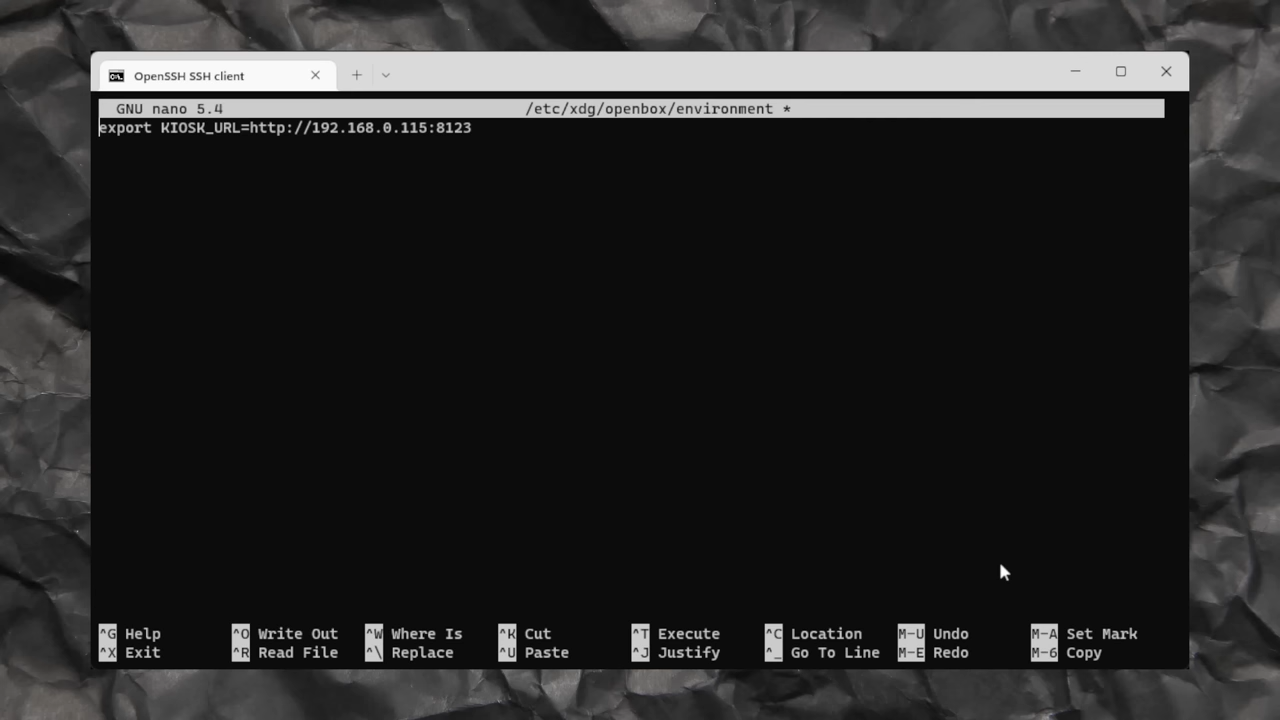 OpenSSH SSH client
GNU nano 5.4 /etc/xdg/openbox/environment *
export KIOSK_URL=http://192.168.0.115:8123
^G Help ^O Write Out ^W Where Is ^K Cut ^T Execute ^C Location M-U Undo M-A Set Mark
^X Exit ^R Read File ^\ Replace ^U Paste ^J Justify ^_ Go To Line M-E Redo M-6 Copy